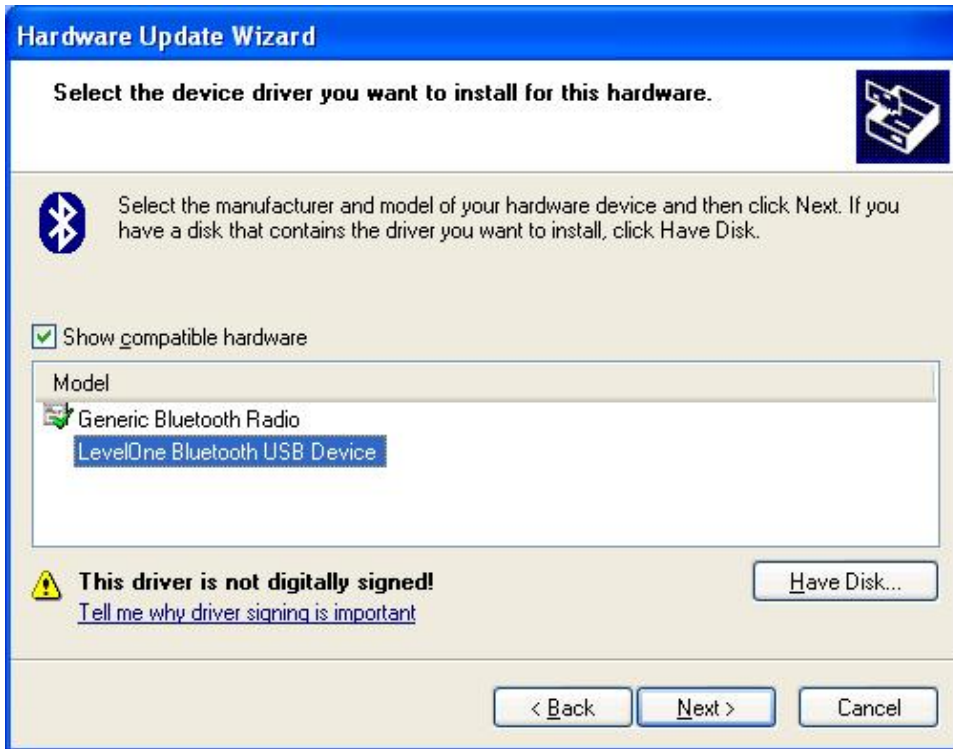 Hardware Update Wizard
Select the device driver you want to install for this hardware.
Select the manufacturer and model of your hardware device and then click Next. If you
have a disk that contains the driver you want to install, click Have Disk.
Show compatible hardware
Model
Generic Bluetooth Radio
LevelOne Bluetooth USB Device
This driver is not digitally signed!
Have Disk...
Tell me why driver signing is important
< Back
Next >
Cancel